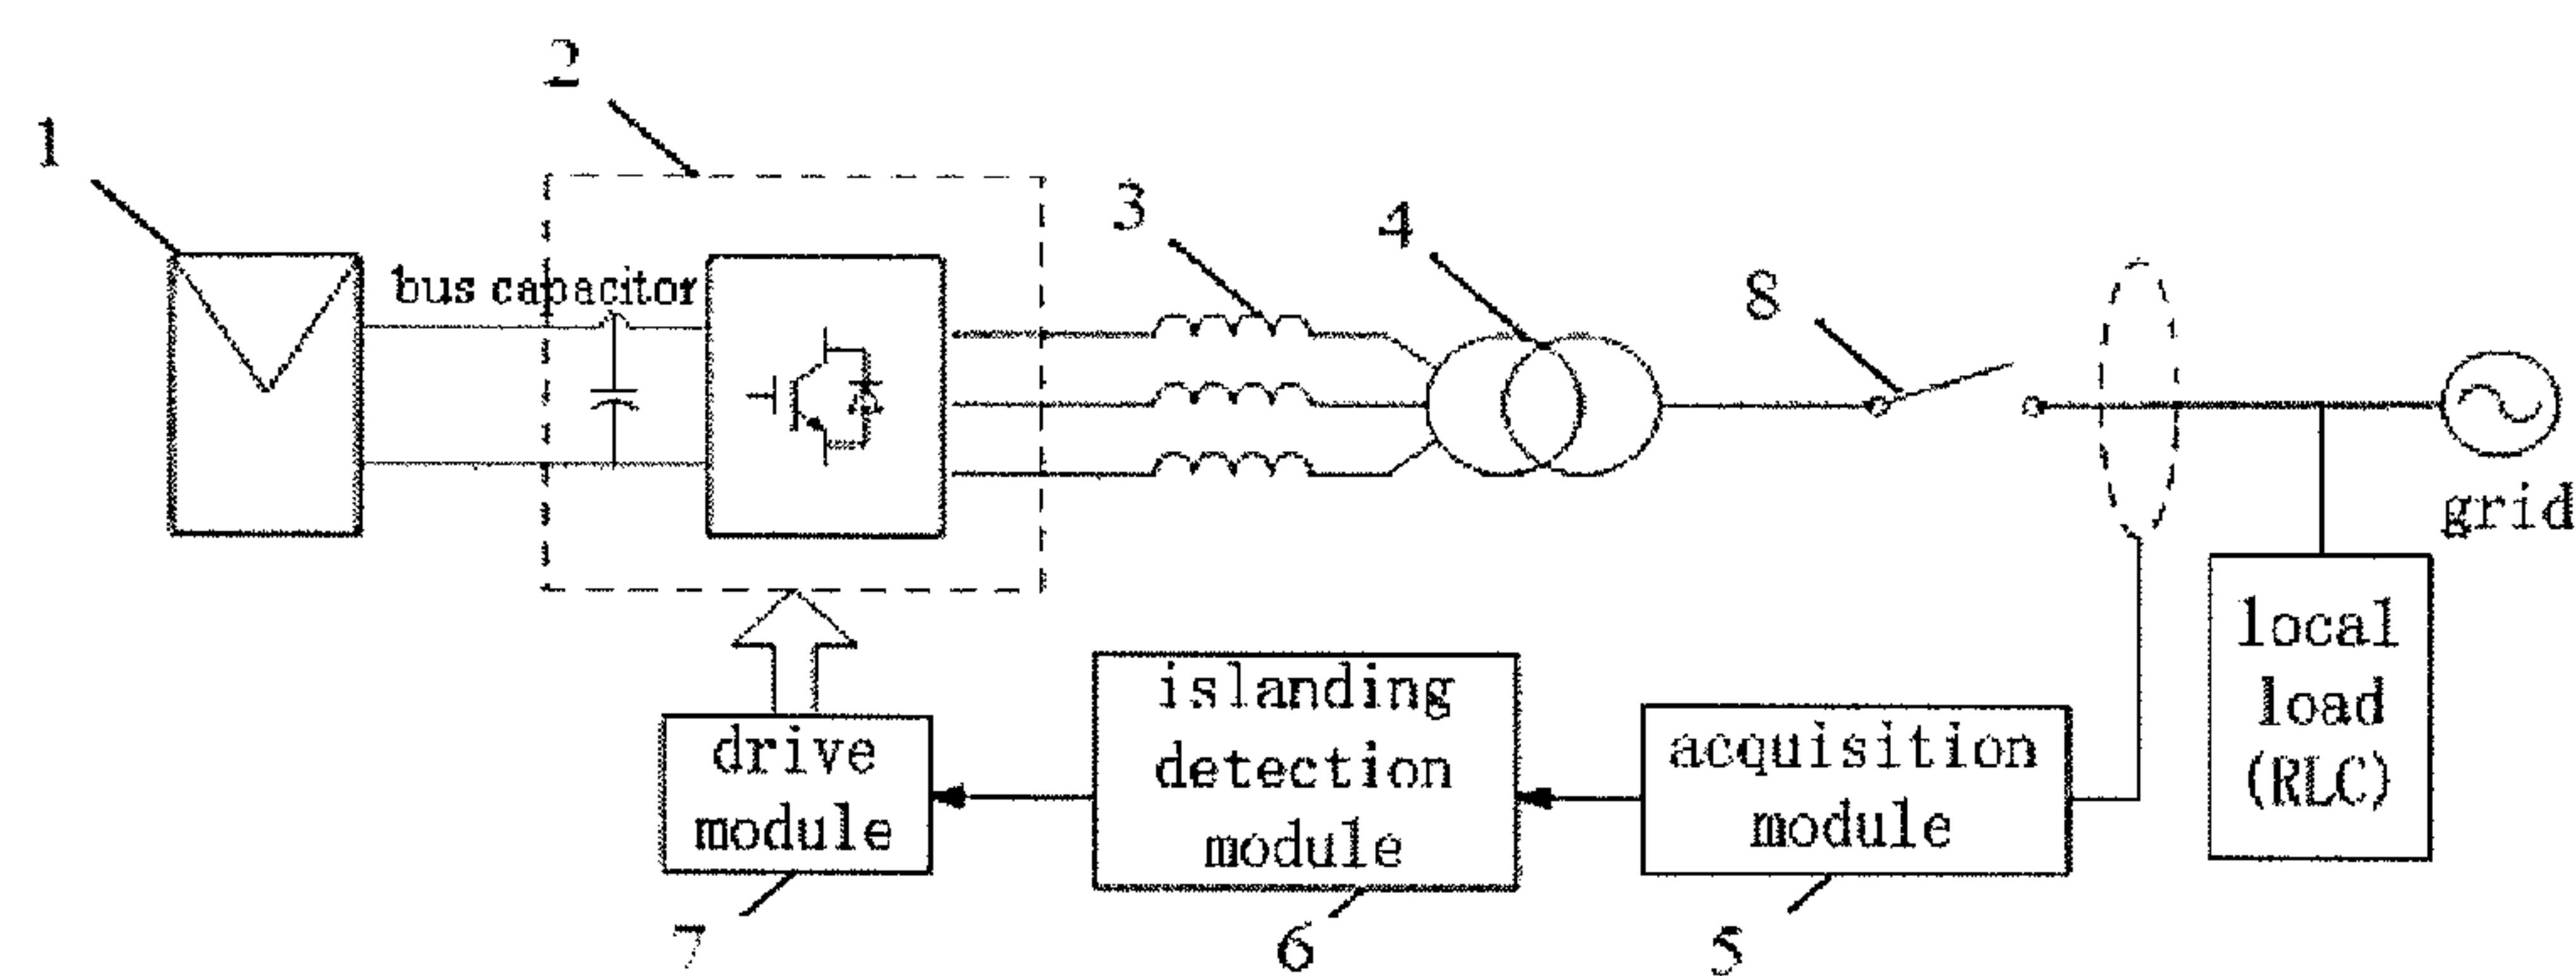 2
1
3
4
8
bus capacitor
grid
local
load
(RLC)
islanding
detection
module
drive
module
acquisition
module
7
6
5